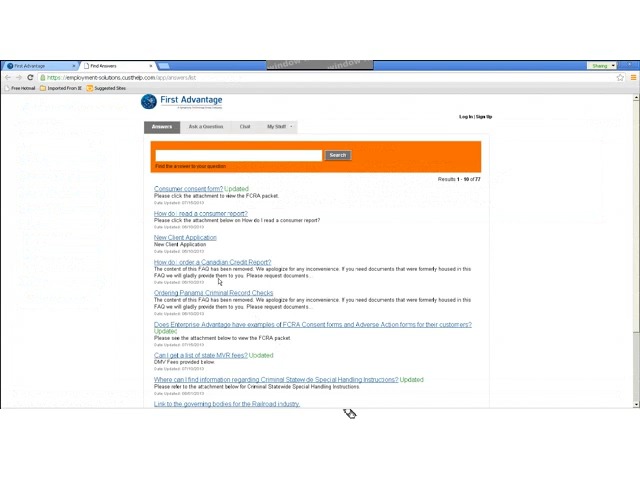 window
window
First Advantage
Find Answers
Sheng
https://employment-solutions.custhelp.com/app/answers/list
Free Hotmail
Imported From IE
Suggested Sites
First Advantage
Log In | Sign Up
Answers
Ask a Question
Chat
My Stuff
Search
Find the answer to your question
Results 1 - 10 of 77
Consumer consent form? Updated
Please click the attachment to view the FCRA packet.
Date Updated: 07/15/2013
How do I read a consumer report?
Please click the attachment below on How do I read a consumer report?
New Client Application
New Client Application
How do I order a Canadian Credit Report?
The content of this FAQ has been removed. We apologize for any inconvenience. If you need documents that were formerly housed in this
FAQ we will gladly provide them to you. Please request documents...
Ordering Panama Criminal Record Checks
The content of this FAQ has been removed. We apologize for any inconvenience. If you need documents that were formerly housed in this
FAQ we will gladly provide them to you. Please request documents...
Does Enterprise Advantage have examples of FCRA Consent forms and Adverse Action forms for their customers?
Updated
Please see the attachment below to view the FCRA packet.
Can I get a list of state MVR fees? Updated
DMV Fees provided below.
Where can I find information regarding Criminal Statewide Special Handling Instructions? Updated
Please refer to the attachment below for Criminal Statewide Special Handling Instructions.
Link to the governing bodies for the Railroad industry.